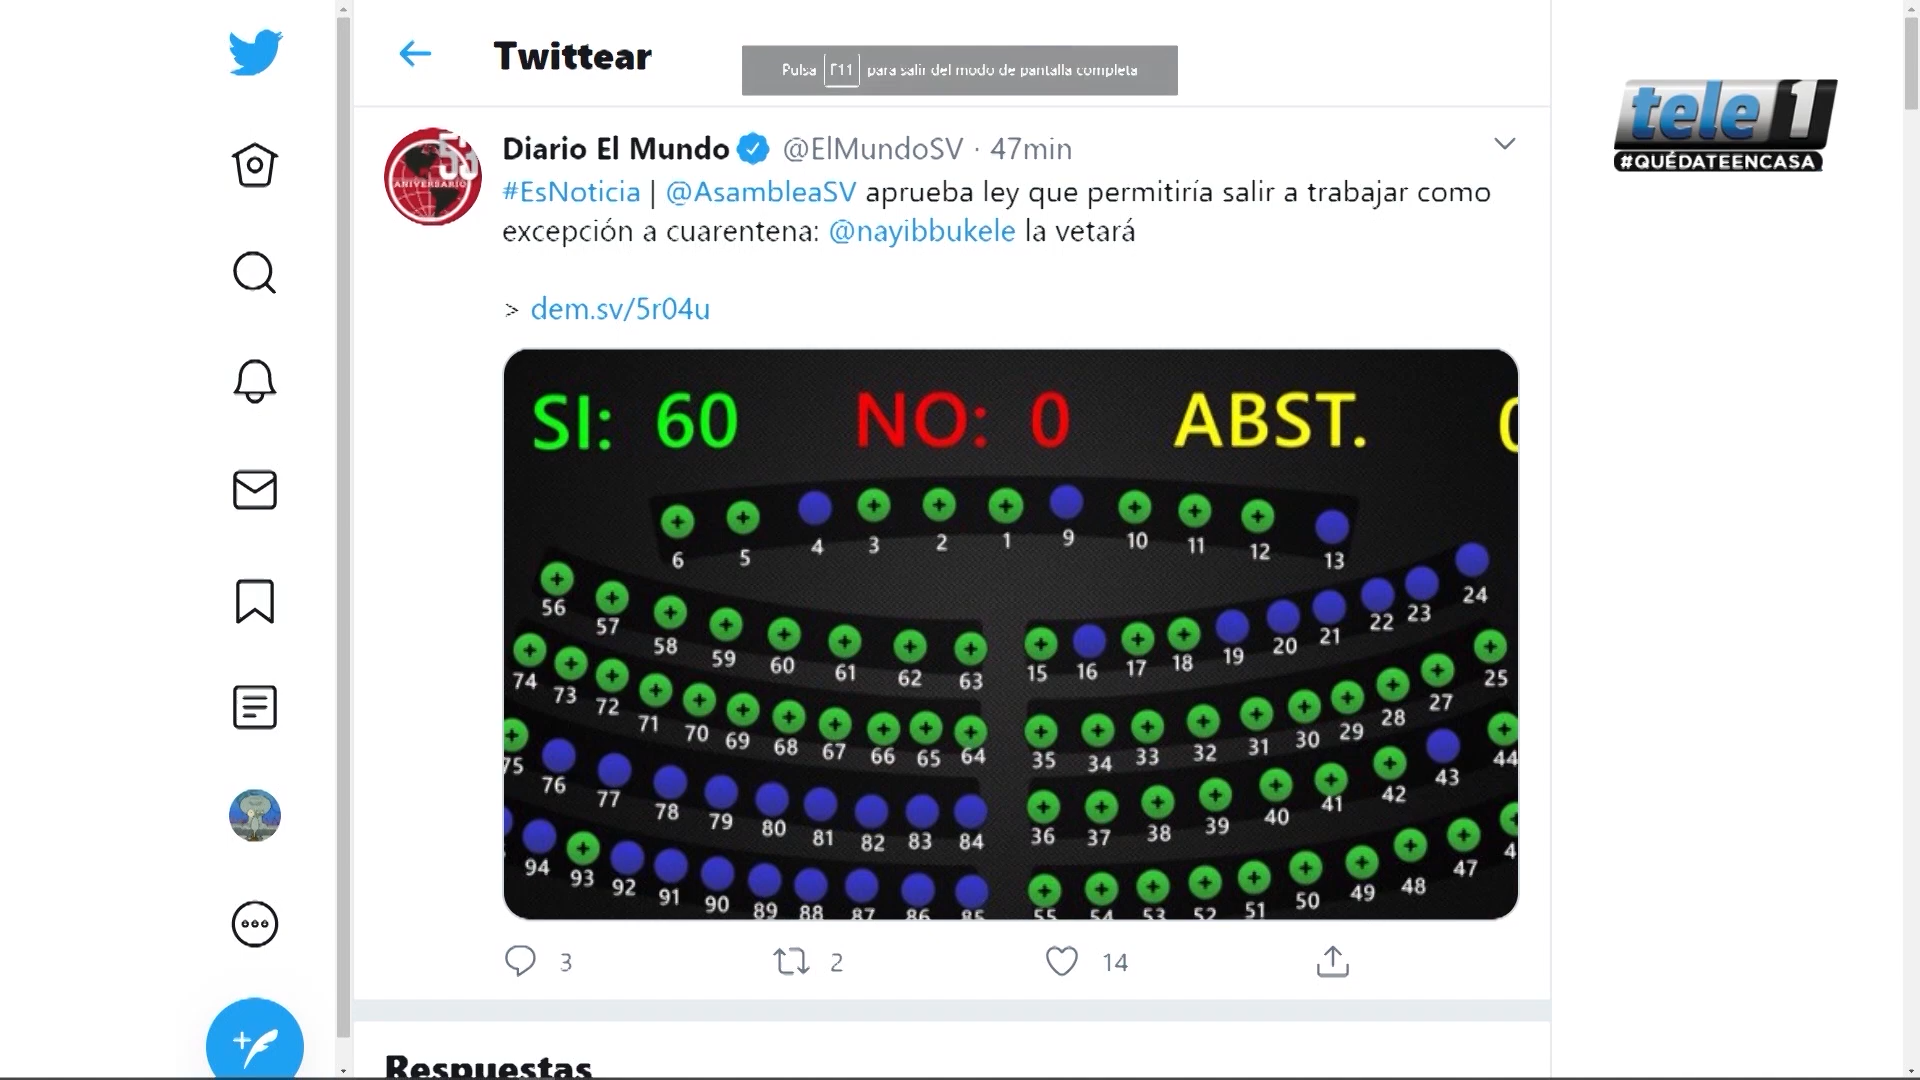 Twittear
Pulsa F11 para salir del modo de pantalla completa
tele 1
#QUÉDATEENCASA
ANIVERSARIO
Diario El Mundo @ElMundoSV · 47min
#EsNoticia | @AsambleaSV aprueba ley que permitiría salir a trabajar como
excepción a cuarentena: @nayibbukele la vetará
> dem.sv/5r04u
SI: 60 NO: 0 ABST. 0
6 5 4 3 2 1 9 10 11 12 13
56 57 58 59 60 61 62 63 15 16 17 18 19 20 21 22 23 24
74 73 72 71 70 69 68 67 66 65 64 35 34 33 32 31 30 29 28 27 25
75 76 77 78 79 80 81 82 83 84 36 37 38 39 40 41 42 43 44
94 93 92 91 90 89 88 87 86 85 55 54 53 52 51 50 49 48 47 4
3 2 14
Respuestas